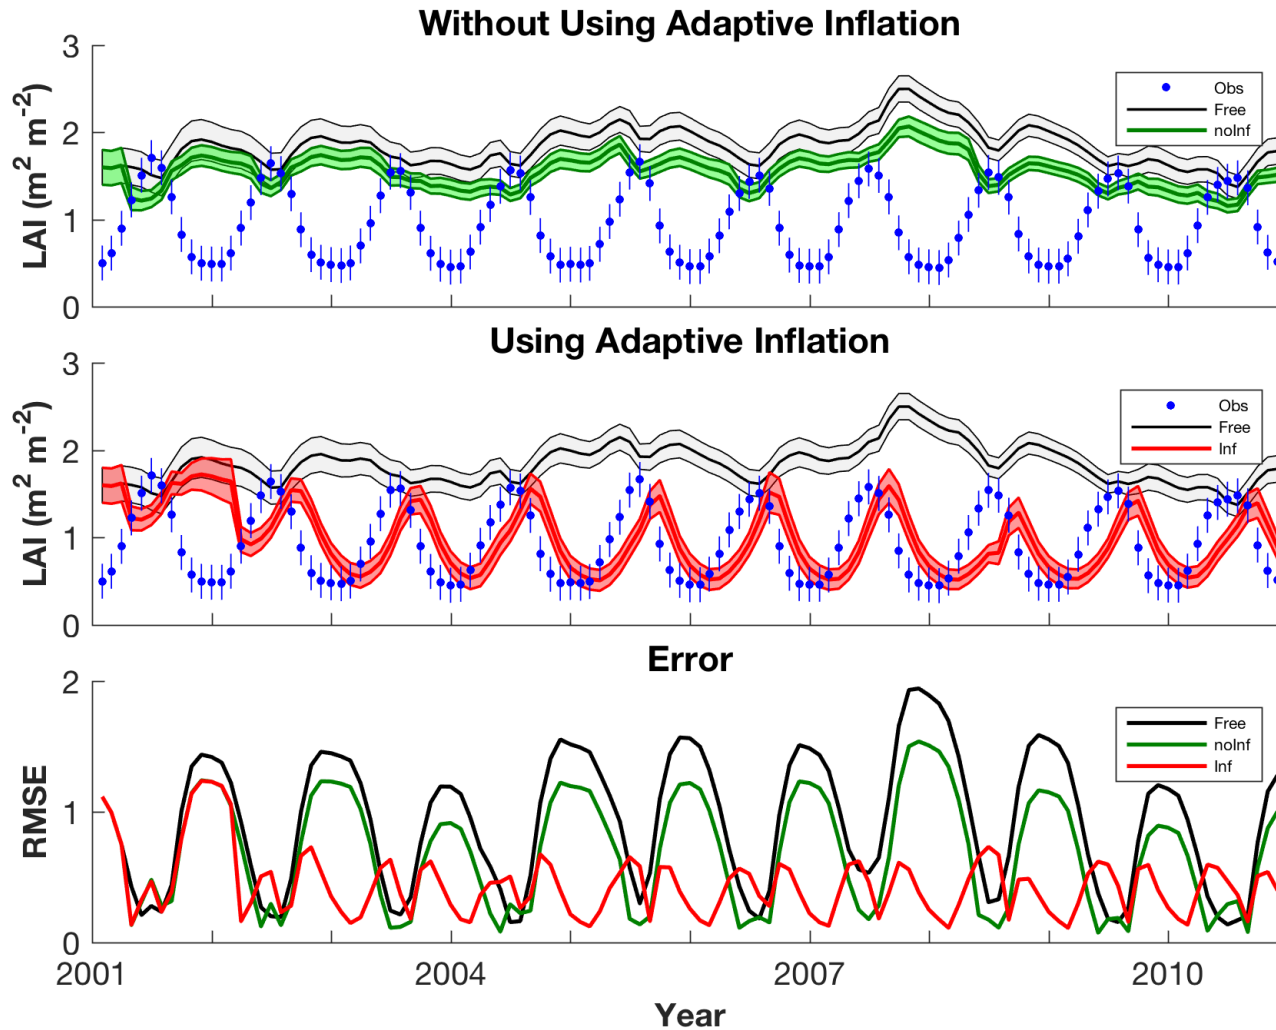 Without Using Adaptive Inflation
3
2
1
0
LAI (m2 m-2)
Obs
Free
noInf
Using Adaptive Inflation
3
2
1
0
LAI (m2 m-2)
Obs
Free
Inf
Error
2
1
0
RMSE
Free
noInf
Inf
2001
2004
2007
2010
Year